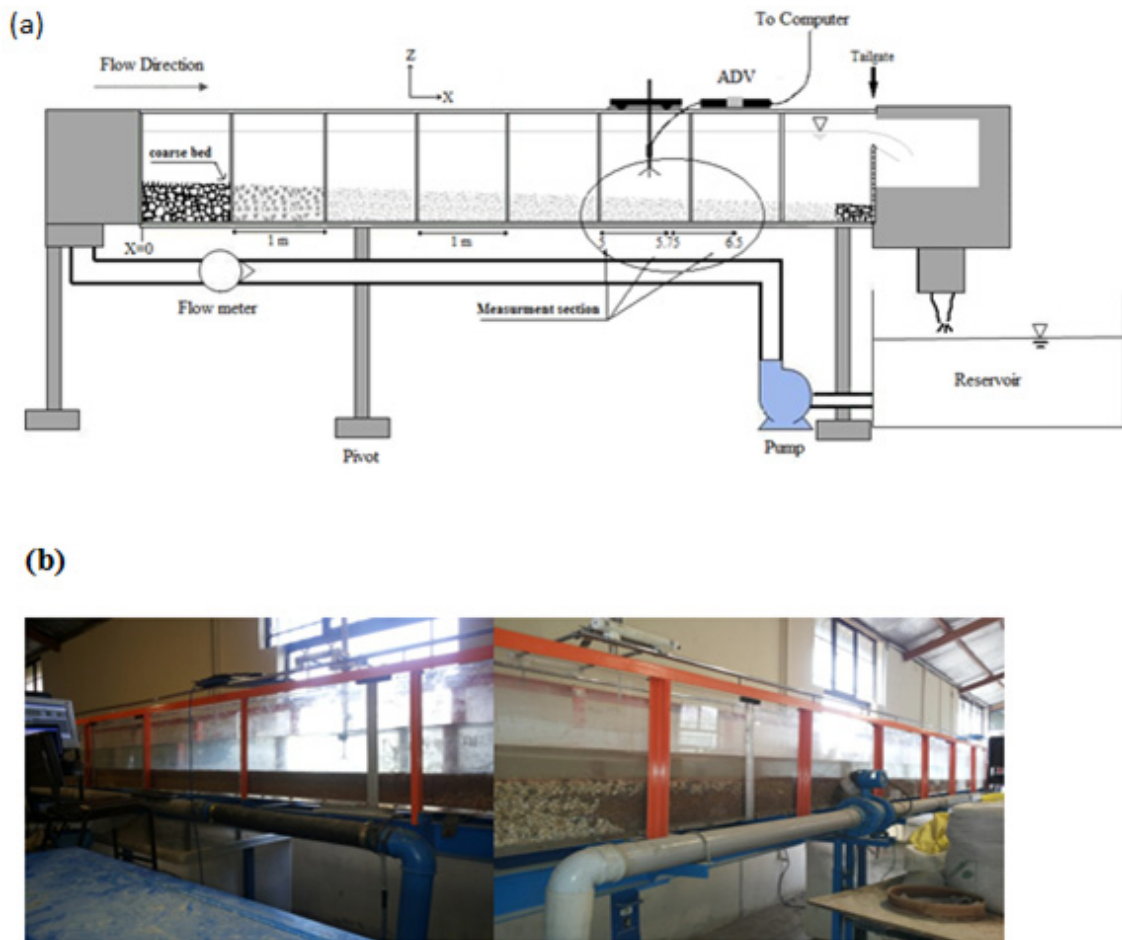 (a)
To Computer
Flow Direction
Z
X
ADV
Tailgate
coarse bed
1 m
1 m
5
5.75
6.5
X=0
Flow meter
Measurment section
Reservoir
Pivot
Pump
(b)